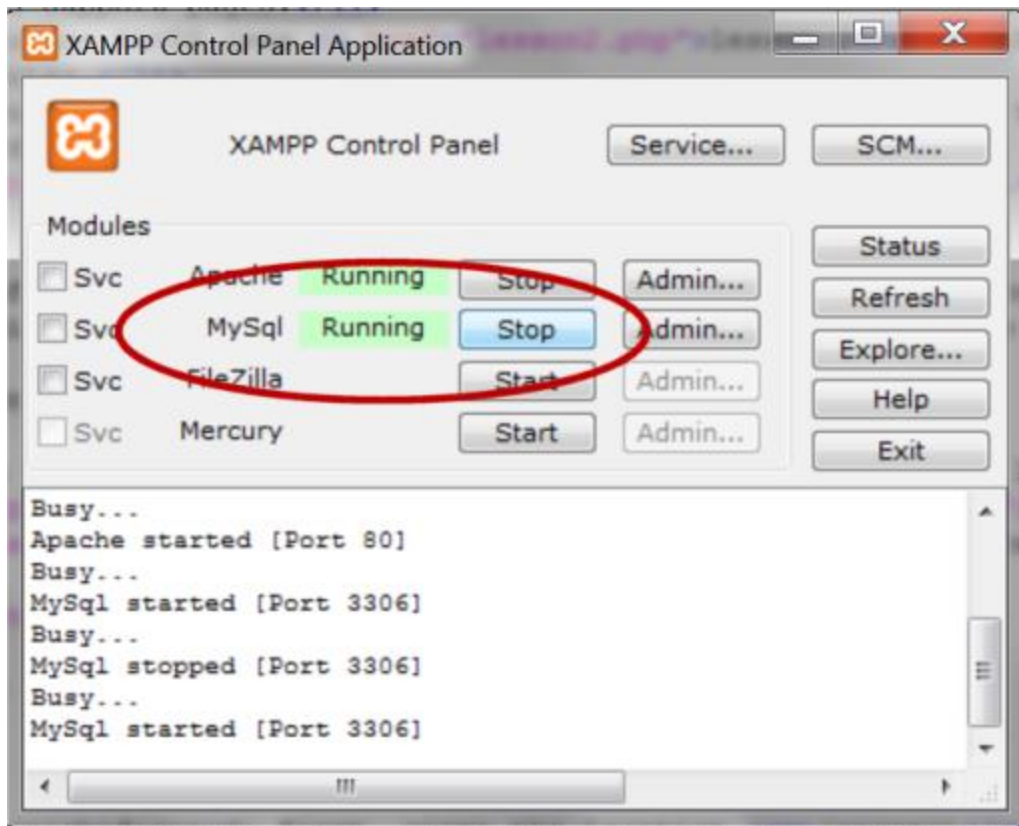 XAMPP Control Panel Application
XAMPP Control Panel Service... SCM...
Modules
Svc Apache Running Stop Admin...
Svc MySql Running Stop Admin...
Svc FileZilla Start Admin...
Svc Mercury Start Admin...
Status
Refresh
Explore...
Help
Exit
Busy...
Apache started [Port 80]
Busy...
MySql started [Port 3306]
Busy...
MySql stopped [Port 3306]
Busy...
MySql started [Port 3306]